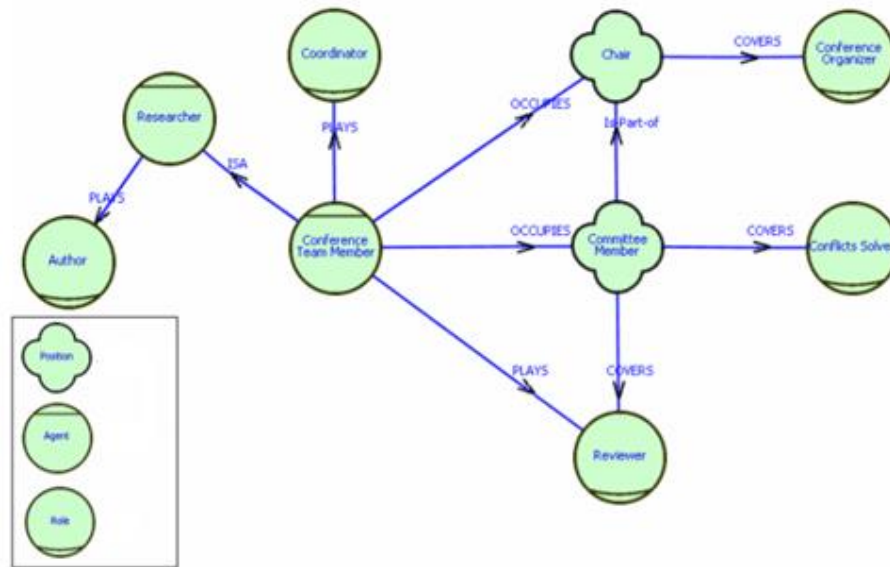 Coordinator
Chair
COVERS
Conference
Organizer
Researcher
OCCUPIES
PLAYS
Is-Part-of
ISA
PLAYS
Author
Conference
Team Member
OCCUPIES
Committee
Member
COVERS
Conflicts Solver
Position
PLAYS
COVERS
Agent
Reviewer
Role